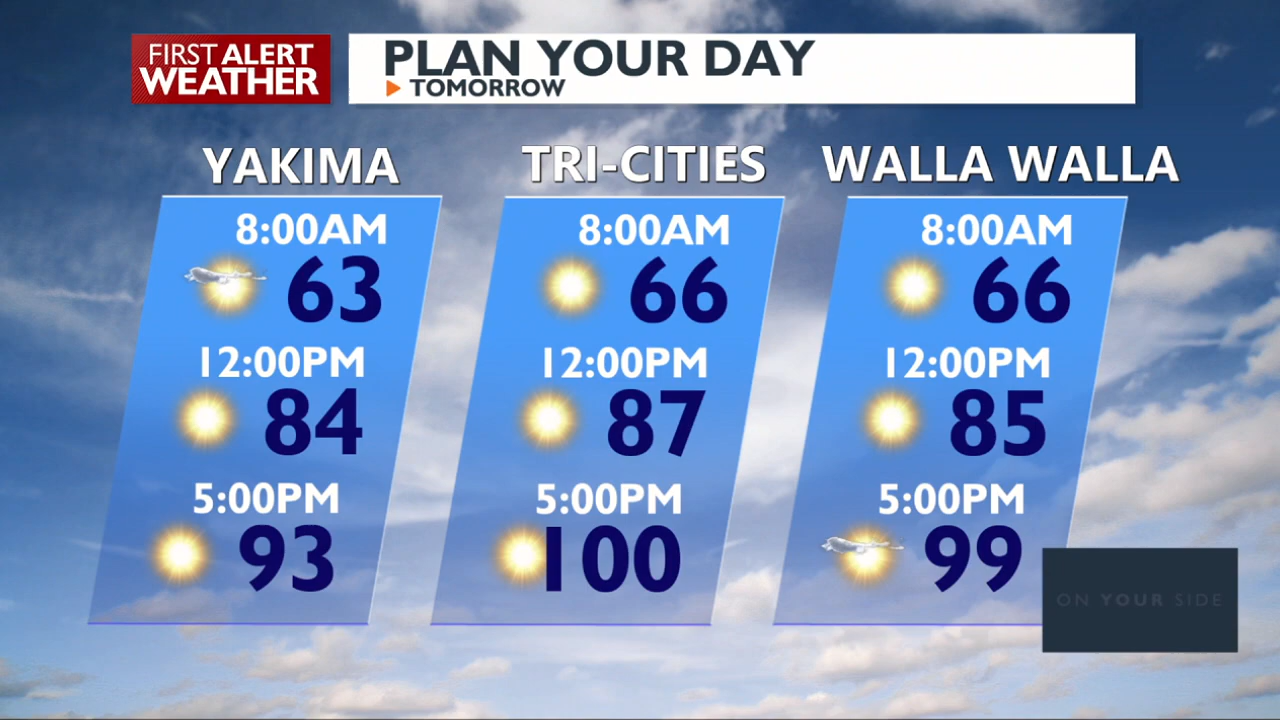 FIRST ALERT
WEATHER
PLAN YOUR DAY
TOMORROW
YAKIMA
8:00AM
63
12:00PM
84
5:00PM
93
TRI-CITIES
8:00AM
66
12:00PM
87
5:00PM
100
WALLA WALLA
8:00AM
66
12:00PM
85
5:00PM
99
ON YOUR SIDE